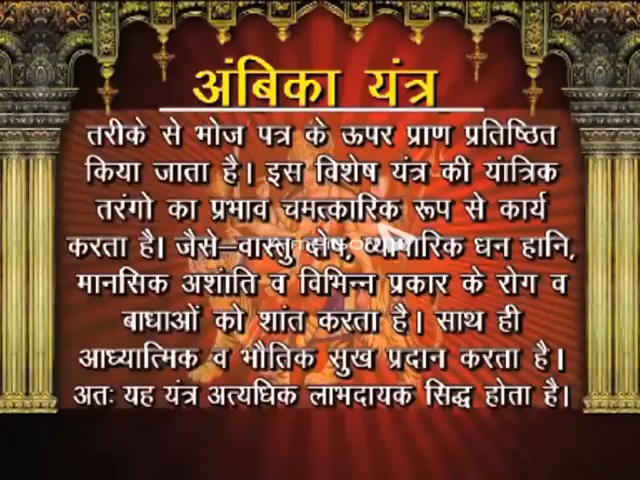 अंबिका यंत्र
तरीके से भोज पत्र के ऊपर प्राण प्रतिष्ठित
किया जाता है। इस विशेष यंत्र की यांत्रिक
तरंगो का प्रभाव चमत्कारिक रूप से कार्य
करता है। जैसे–वास्तु दोष, व्यापारिक धन हानि,
मानसिक अशांति व विभिन्न प्रकार के रोग व
बाधाओं को शांत करता है। साथ ही
आध्यात्मिक व भौतिक सुख प्रदान करता है।
अतः यह यंत्र अत्यधिक लाभदायक सिद्ध होता है।